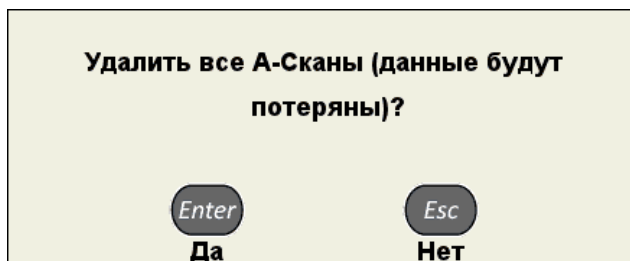 Удалить все А-Сканы (данные будут
потеряны)?
Enter Esc
Да Нет